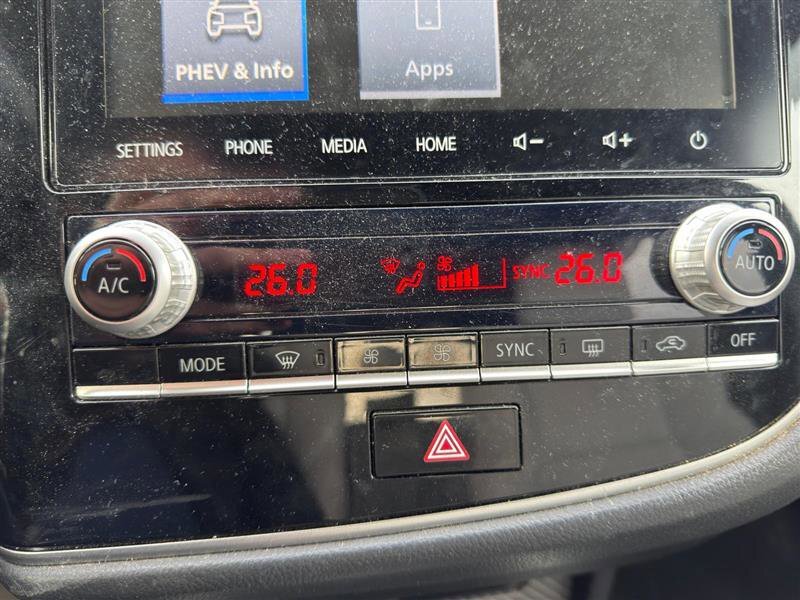 PHEV & Info Apps
SETTINGS PHONE MEDIA HOME
A/C 26.0 SYNC 26.0 AUTO
MODE SYNC OFF